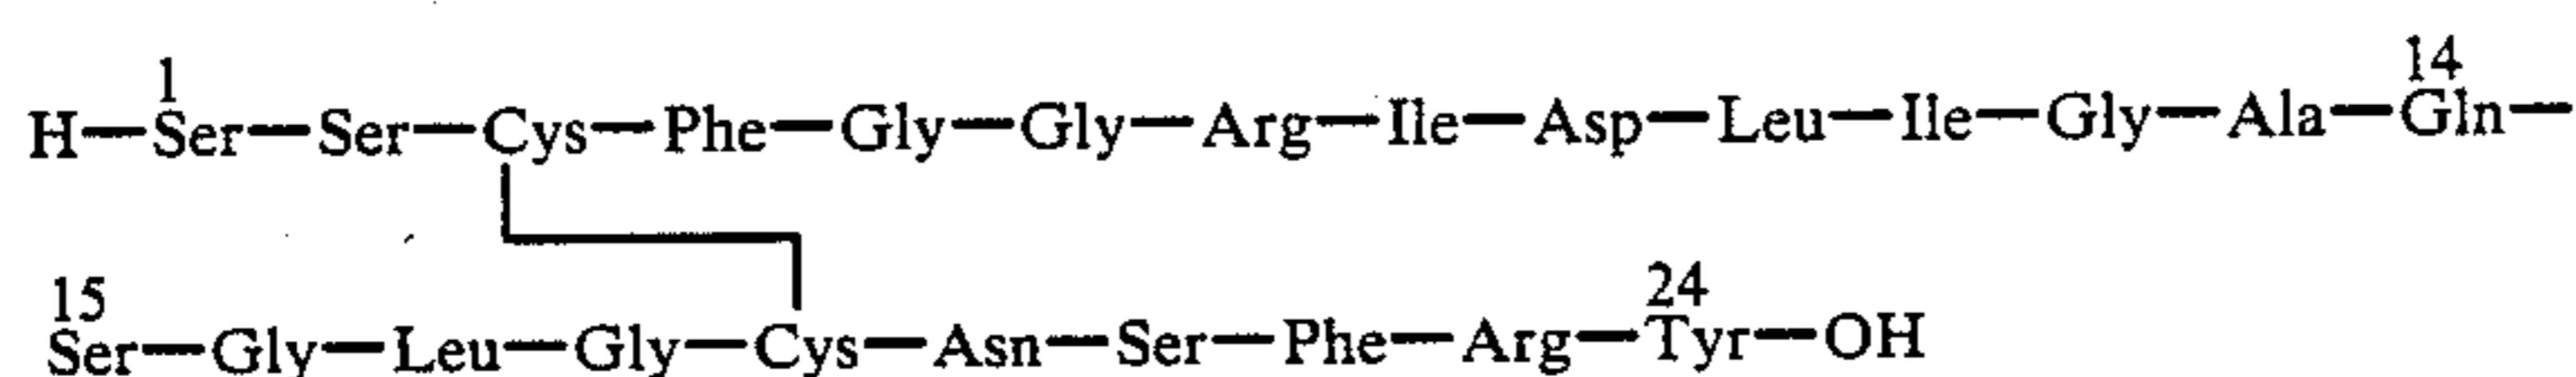 1 14
H—Ser—Ser—Cys—Phe—Gly—Gly—Arg—Ile—Asp—Leu—Ile—Gly—Ala—Gln—
15 24
Ser—Gly—Leu—Gly—Cys—Asn—Ser—Phe—Arg—Tyr—OH